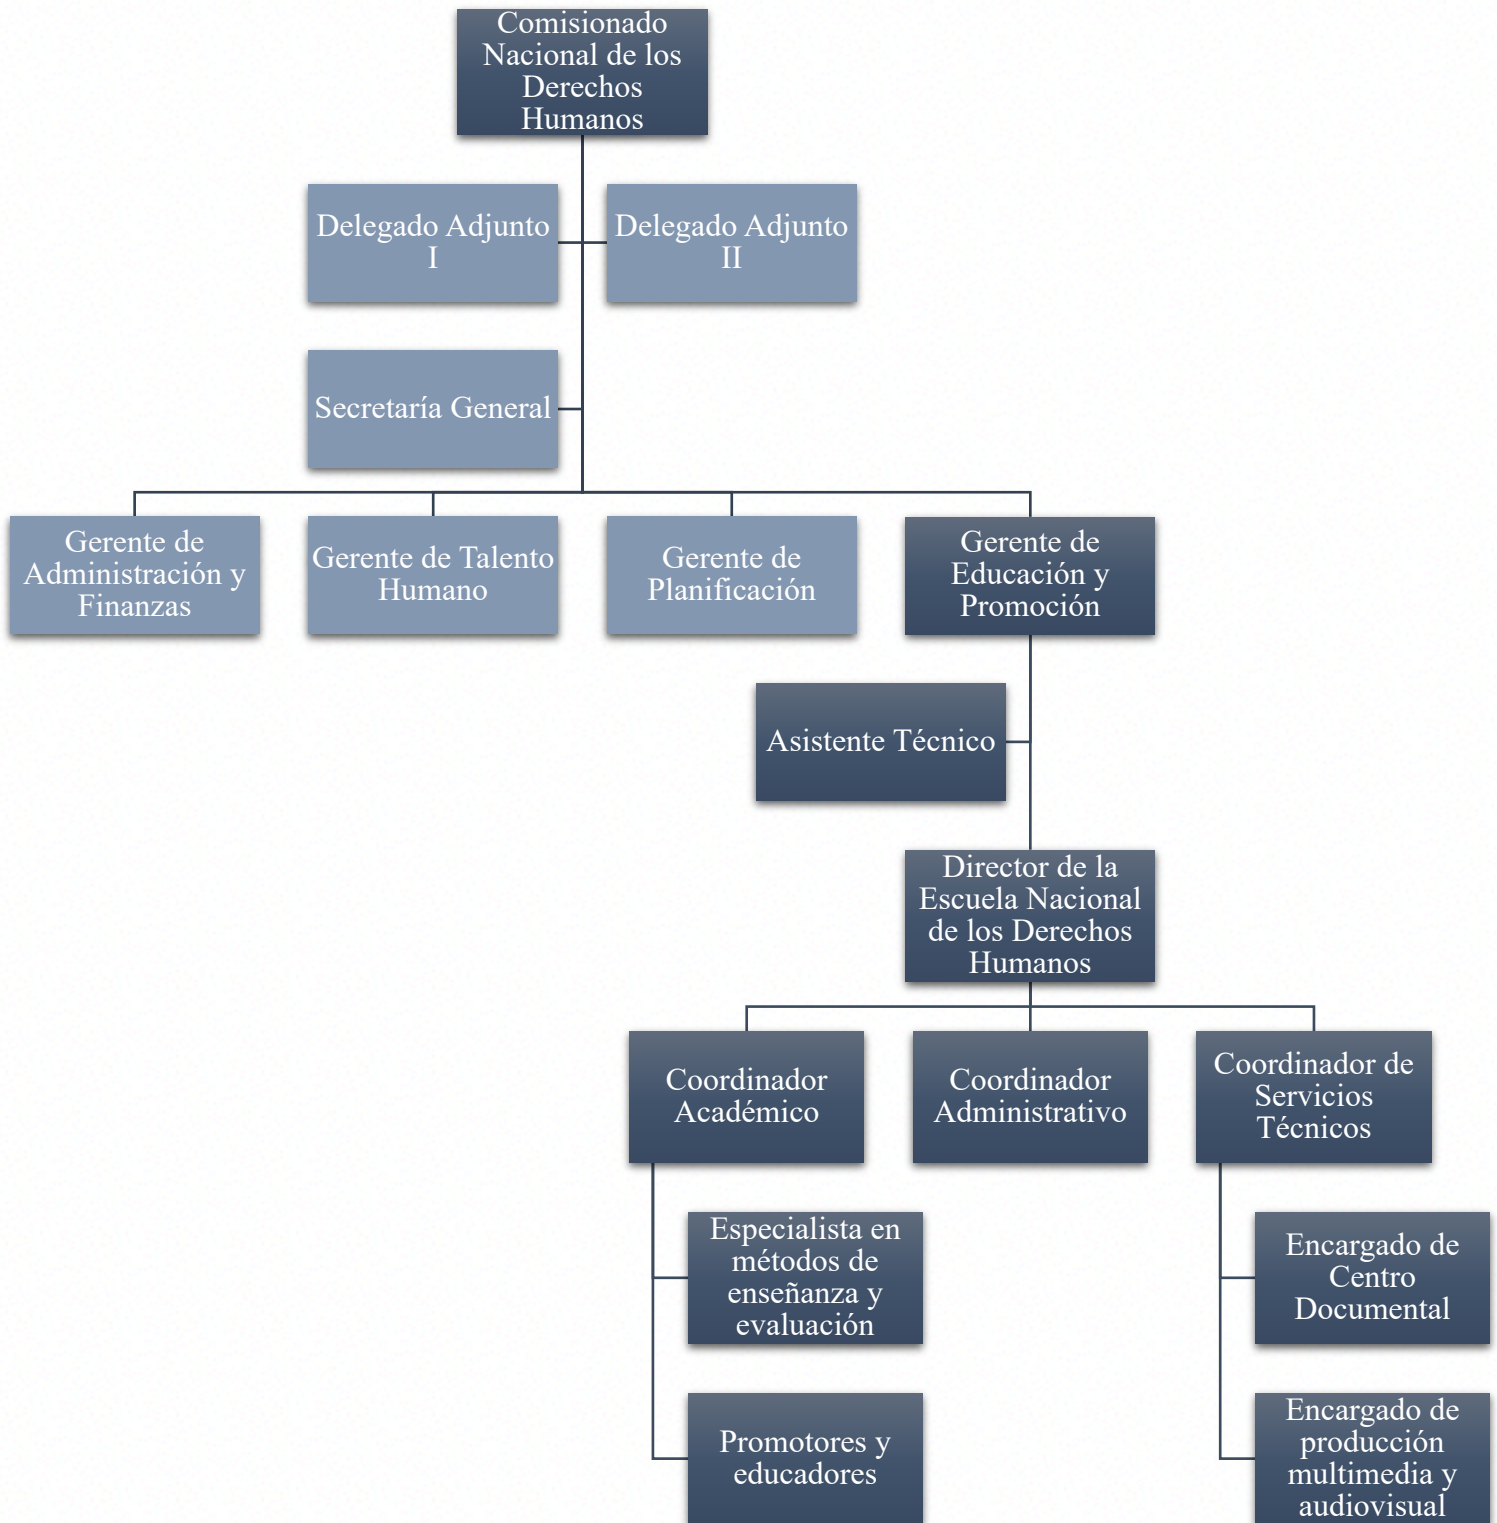 Comisionado
Nacional de los
Derechos
Humanos
Delegado Adjunto
I
Delegado Adjunto
II
Secretaría General
Gerente de
Administración y
Finanzas
Gerente de Talento
Humano
Gerente de
Planificación
Gerente de
Educación y
Promoción
Asistente Técnico
Director de la
Escuela Nacional
de los Derechos
Humanos
Coordinador
Académico
Coordinador
Administrativo
Coordinador de
Servicios
Técnicos
Especialista en
métodos de
enseñanza y
evaluación
Encargado de
Centro
Documental
Promotores y
educadores
Encargado de
producción
multimedia y
audiovisual